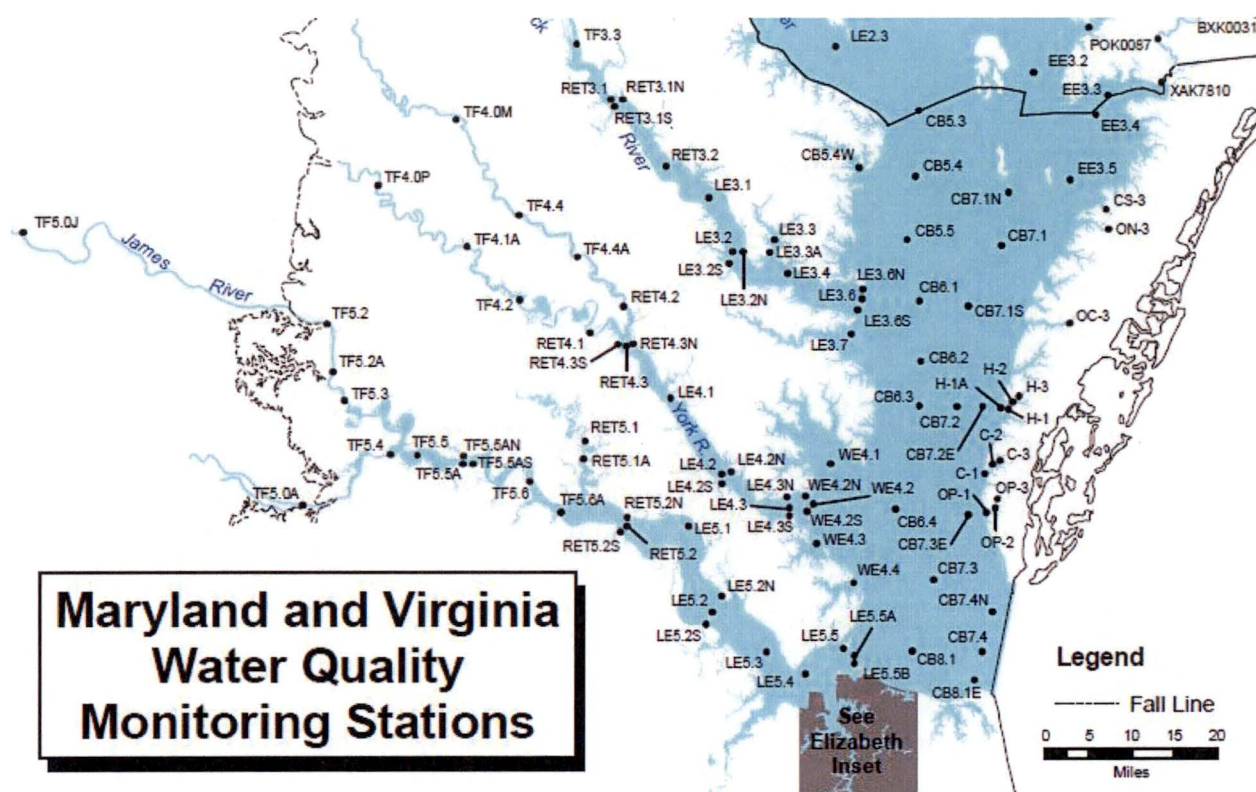 BXK0031
POK0087
LE2.3
TF3.3
ck
EE3.2
EE3.3
XAK7810
RET3.1
RET3.1N
RET3.1S
TF4.0M
River
CB5.3
EE3.4
RET3.2
CB5.4W
CB5.4
EE3.5
TF4.0P
LE3.1
CB7.1N
CS-3
TF5.0J
TF4.4
ON-3
James
River
TF4.1A
TF4.4A
LE3.2
LE3.3
LE3.3A
CB5.5
CB7.1
LE3.2S
LE3.4
LE3.2N
LE3.6N
TF4.2
RET4.2
LE3.6
CB6.1
CB7.1S
LE3.6S
OC-3
TF5.2
RET4.1
RET4.3S
RET4.3N
RET4.3
LE3.7
TF5.2A
CB6.2
H-2
H-1A
H-3
TF5.3
LE4.1
York R.
CB6.3
CB7.2
H-1
RET5.1
C-2
CB7.2E
TF5.4
TF5.5
TF5.5AN
TF5.5AS
TF5.5A
RET5.1A
LE4.2
LE4.2N
WE4.1
C-3
C-1
LE4.2S
TF5.0A
TF5.6
TF5.6A
LE4.3N
WE4.2N
WE4.2
OP-1
OP-3
RET5.2N
LE4.3
LE4.3S
WE4.2S
CB6.4
LE5.1
RET5.2S
RET5.2
WE4.3
CB7.3E
OP-2
WE4.4
CB7.3
LE5.2N
LE5.2
CB7.4N
LE5.5A
LE5.2S
LE5.5
CB7.4
LE5.3
CB8.1
LE5.4
LE5.5B
CB8.1E
Maryland and Virginia
Water Quality
Monitoring Stations
See
Elizabeth
Inset
Legend
Fall Line
0 5 10 15 20
Miles